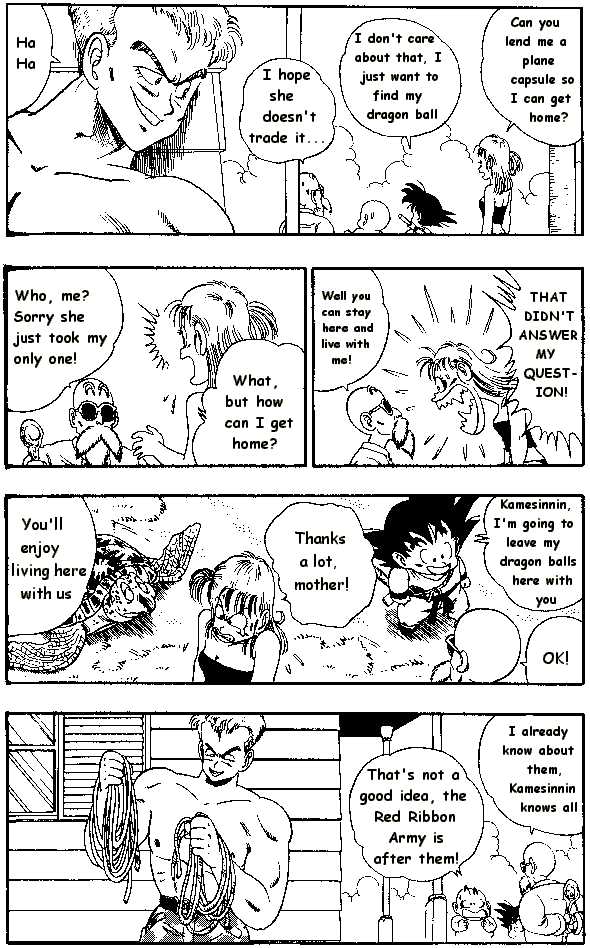 Ha
Ha
I hope
she
doesn't
trade it...
I don't care
about that, I
just want to
find my
dragon ball
Can you
lend me a
plane
capsule so
I can get
home?
Who, me?
Sorry she
just took my
only one!
What,
but how
can I get
home?
Well you
can stay
here and
live with
me!
THAT
DIDN'T
ANSWER
MY
QUEST-
ION!
You'll
enjoy
living here
with us
Thanks
a lot,
mother!
Kamesinnin,
I'm going to
leave my
dragon balls
here with
you
OK!
That's not a
good idea, the
Red Ribbon
Army is
after them!
I already
know about
them,
Kamesinnin
knows all